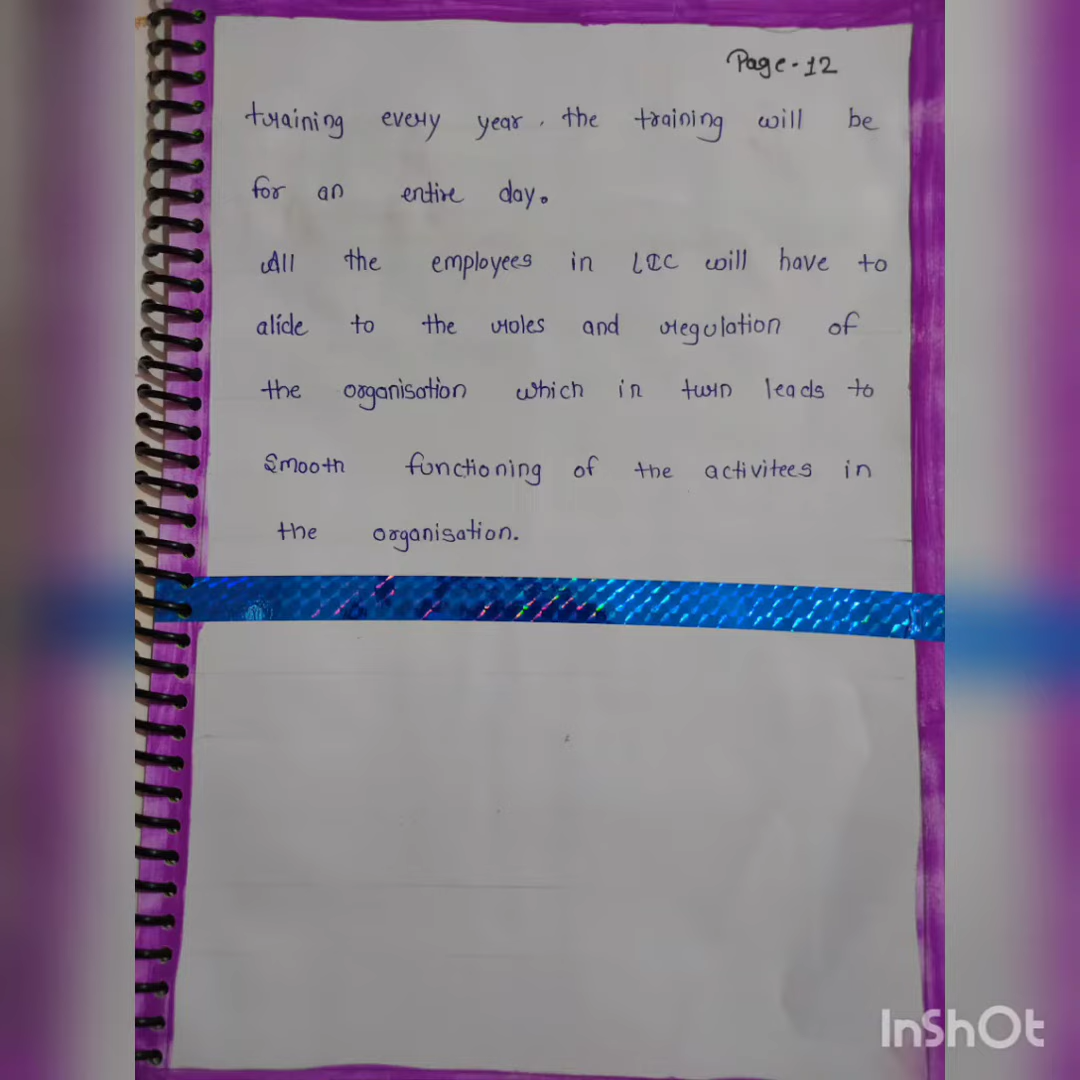 Page-12
training every year. the training will be
for an entire day.
All the employees in LIC will have to
alide to the roles and regulation of
the organisation which in turn leads to
Smooth functioning of the activitees in
the organisation.
InShOt